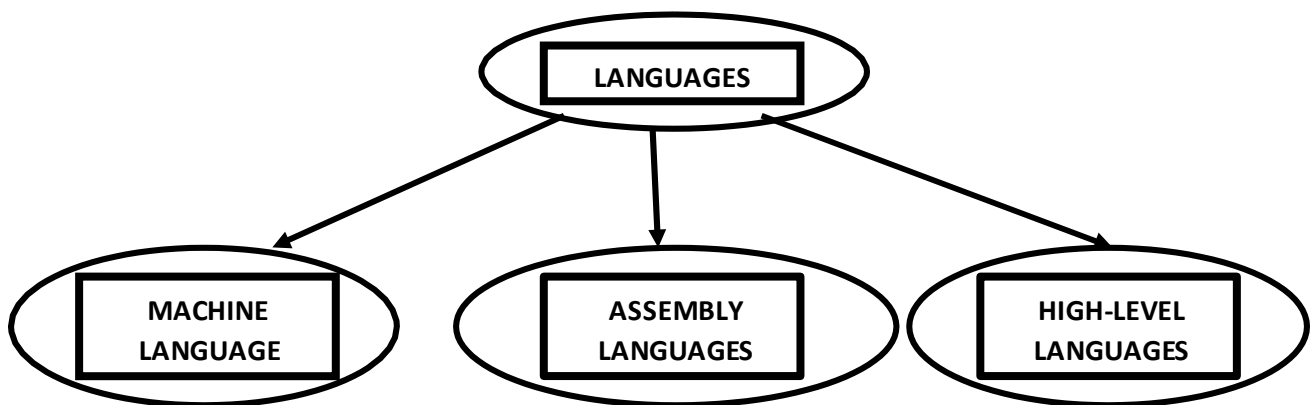 LANGUAGES
MACHINE
LANGUAGE
ASSEMBLY
LANGUAGES
HIGH-LEVEL
LANGUAGES